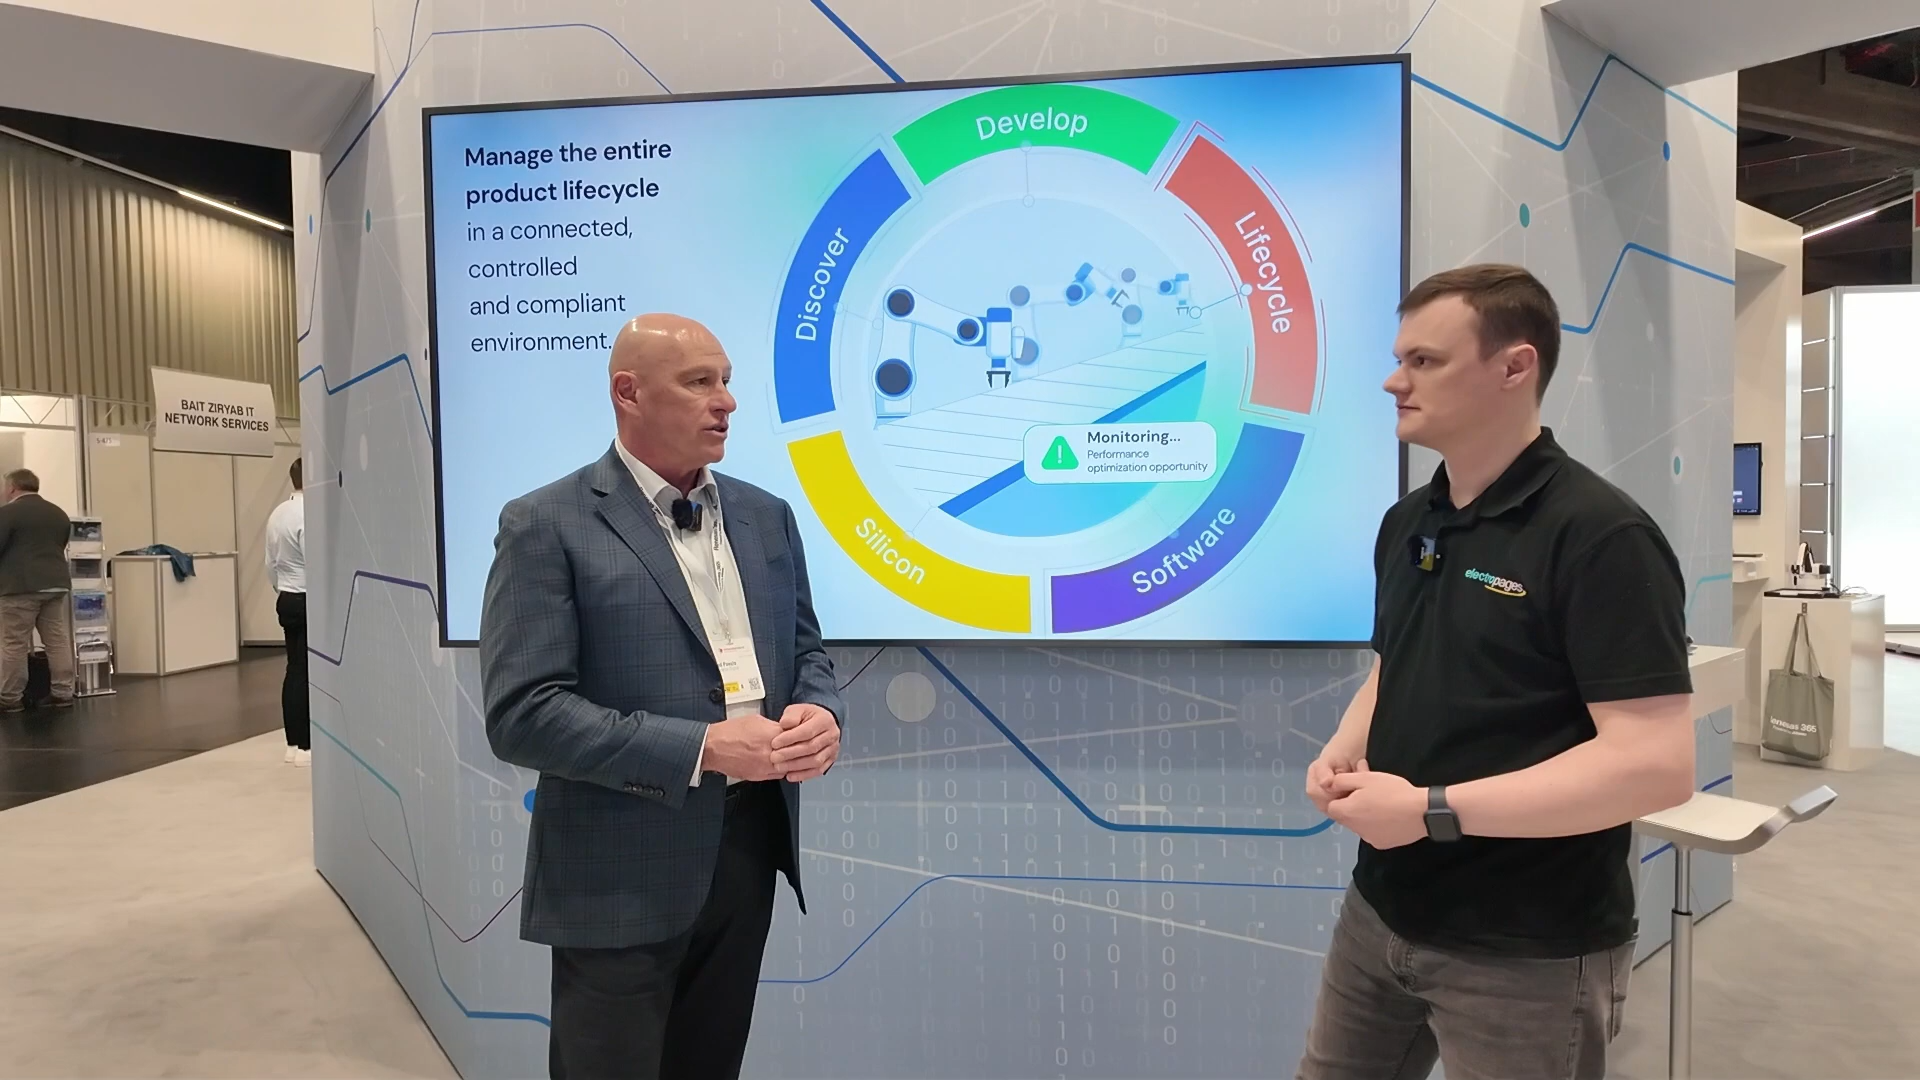 Manage the entire
product lifecycle
in a connected,
controlled
and compliant
environment.
Develop
Lifecycle
Discover
Silicon
Software
Monitoring...
Performance
optimization opportunity
BAIT ZIRYAB IT
NETWORK SERVICES
electropages
365